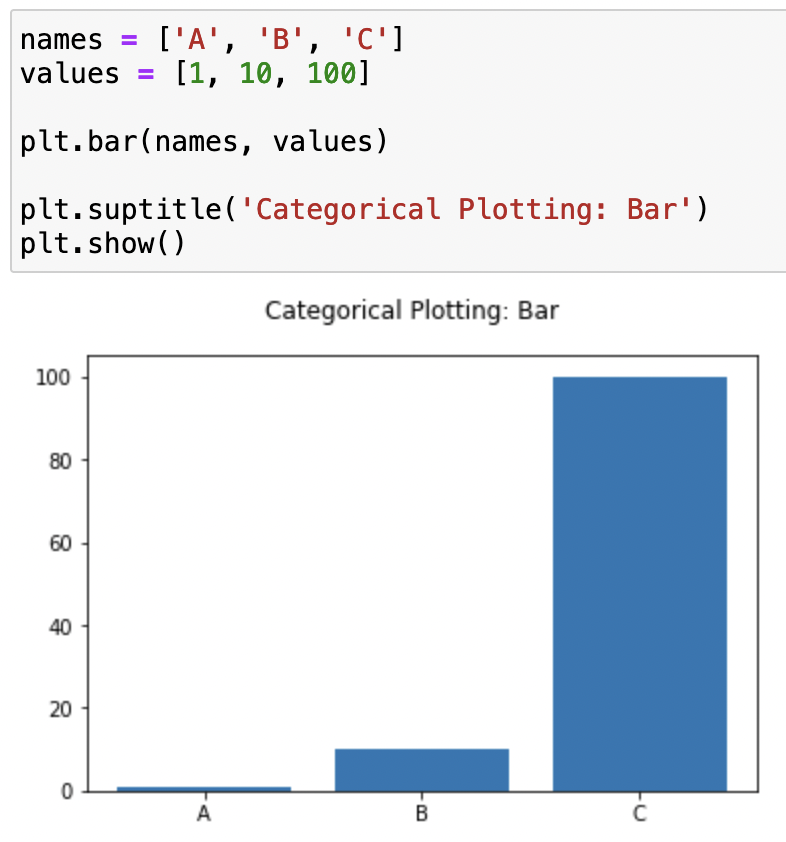 names = ['A', 'B', 'C']
values = [1, 10, 100]
plt.bar(names, values)
plt.suptitle('Categorical Plotting: Bar')
plt.show()
Categorical Plotting: Bar
100
80
60
40
20
0
A B C